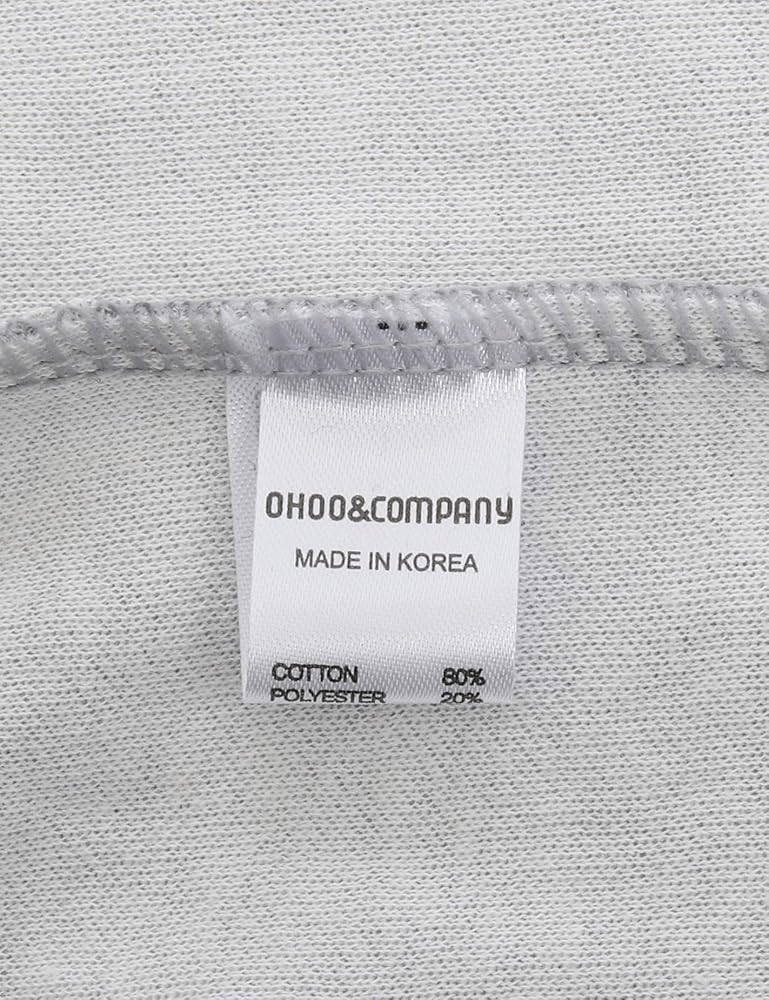 OHOO&COMPANY
MADE IN KOREA
COTTON 80%
POLYESTER 20%